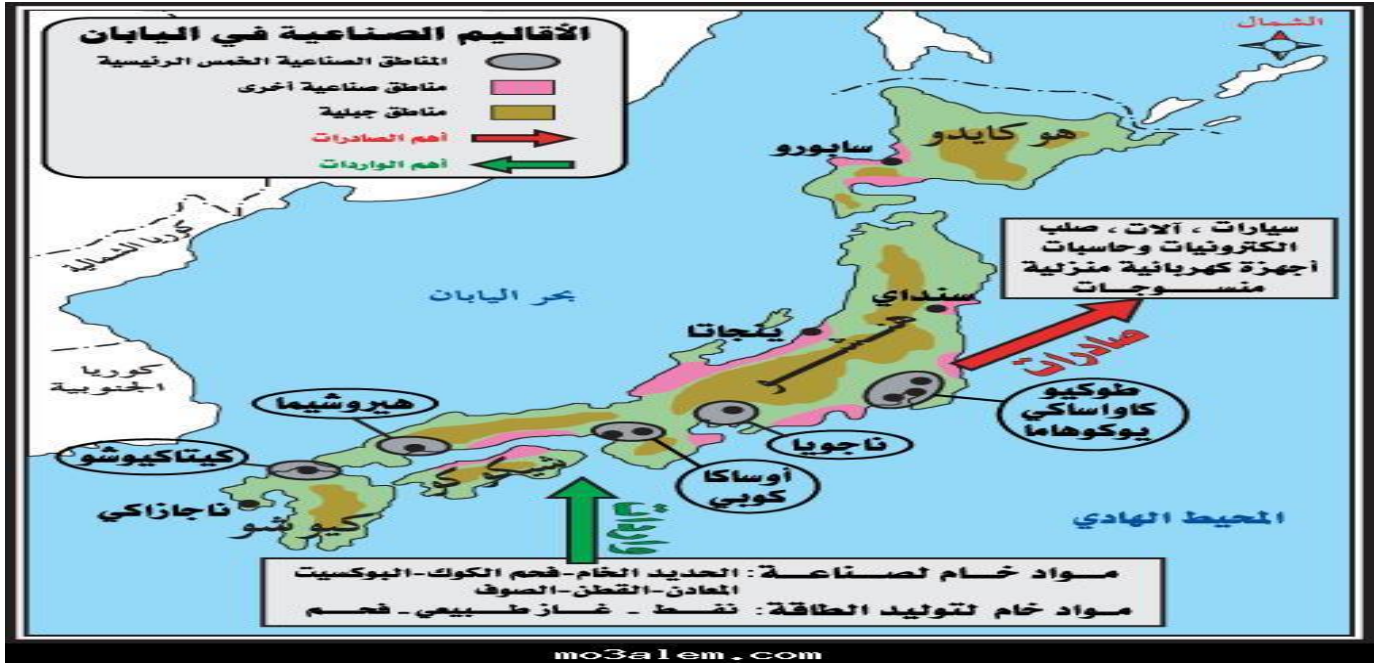 الأقاليم الصناعية في اليابان
المناطق الصناعية الخمس الرئيسية
مناطق صناعية أخرى
مناطق جبلية
أهم الصادرات
أهم الواردات
الشمال
هوكايدو
سابورو
كوريا الشمالية
كوريا
الجنوبية
بحر اليابان
سيارات ، آلات ، صلب
الكترونيات وحاسبات
أجهزة كهربائية منزلية
منسوجات
صادرات
سنداي
ينجاتا
هنشو
طوكيو
كاواساكي
يوكوهاما
ناجويا
أوساكا
كوبي
هيروشيما
كيتاكيوشو
شيكوكو
ناجازاكي
كيوشو
المحيط الهادي
واردات
مواد خام لصناعة : الحديد الخام-فحم الكوك-البوكسيت
المعادن-القطن-الصوف
مواد خام لتوليد الطاقة : نفط - غاز طبيعي - فحم
mo3alem.com